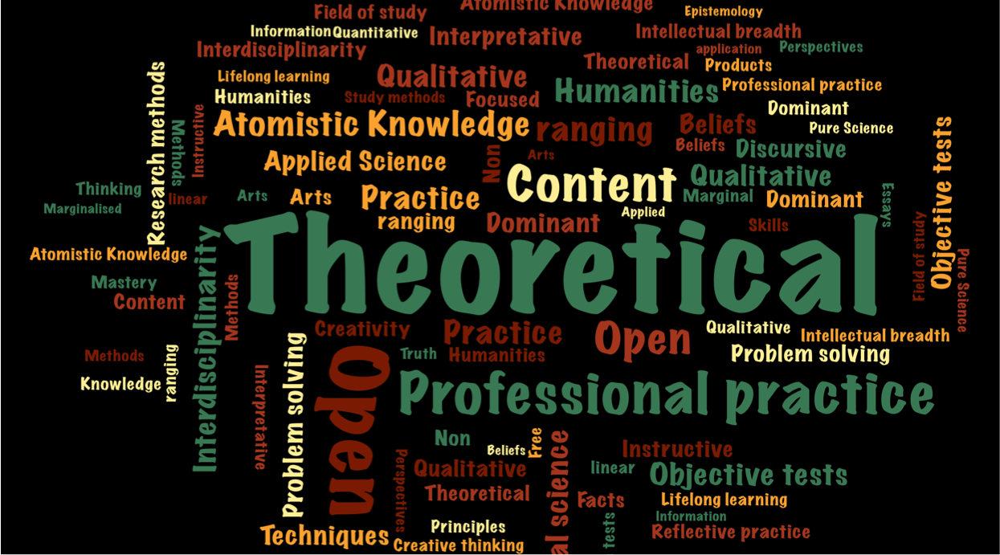 Atomistic Knowledge
Field of study
Epistemology
Information
Quantitative
Interpretative
Intellectual breadth
Interdisciplinarity
application
Perspectives
Theoretical
Products
Lifelong learning
Qualitative
Humanities
Professional practice
Humanities
Study methods
Focused
Dominant
Research methods
Methods
Instructive
Atomistic Knowledge
ranging
Beliefs
Pure Science
Objective tests
Beliefs
Discursive
Applied Science
Non
Arts
Content
Qualitative
Thinking
linear
Arts
Arts
Practice
Marginal
Dominant
Essays
Marginalised
ranging
Dominant
Applied
Skills
Field of study
Atomistic Knowledge
Interdisciplinarity
Theoretical
Pure Science
Mastery
Content
Methods
Creativity
Practice
Open
Qualitative
Intellectual breadth
Methods
ranging
Problem solving
Open
Truth
Humanities
Problem solving
Knowledge
Interpretative
Professional practice
Non
Beliefs
Free
al science
Instructive
Perspectives
Qualitative
linear
Objective tests
Theoretical
Facts
Lifelong learning
tests
Information
Techniques
Principles
Reflective practice
Creative thinking